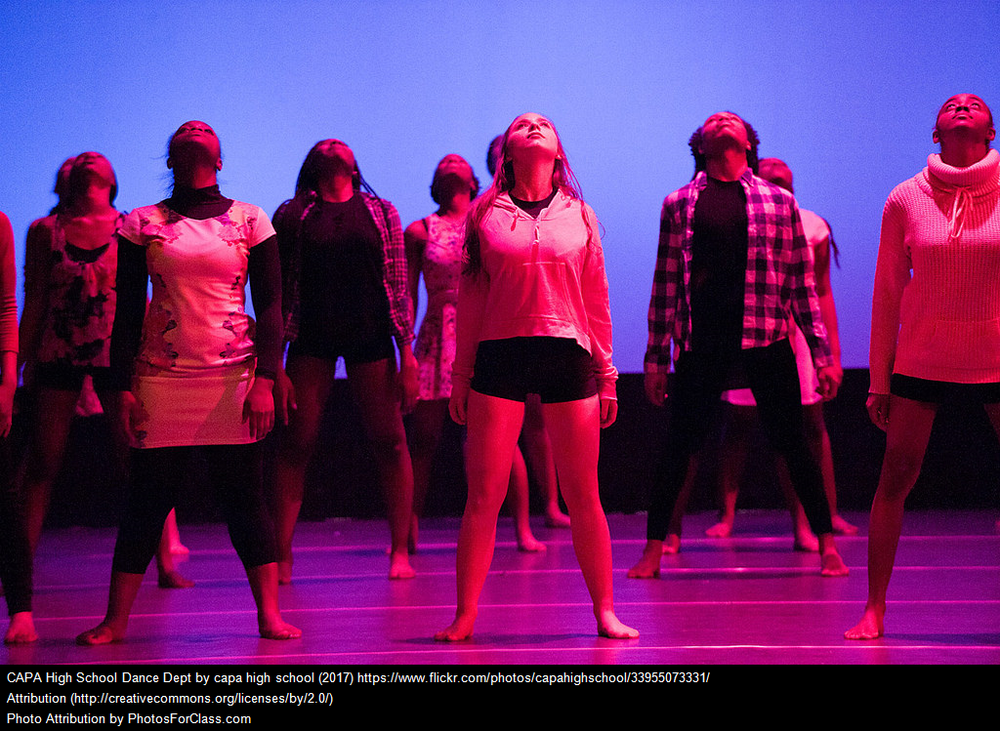 CAPA High School Dance Dept by capa high school (2017) https://www.flickr.com/photos/capahighschool/33955073331/
Attribution (http://creativecommons.org/licenses/by/2.0/)
Photo Attribution by PhotosForClass.com